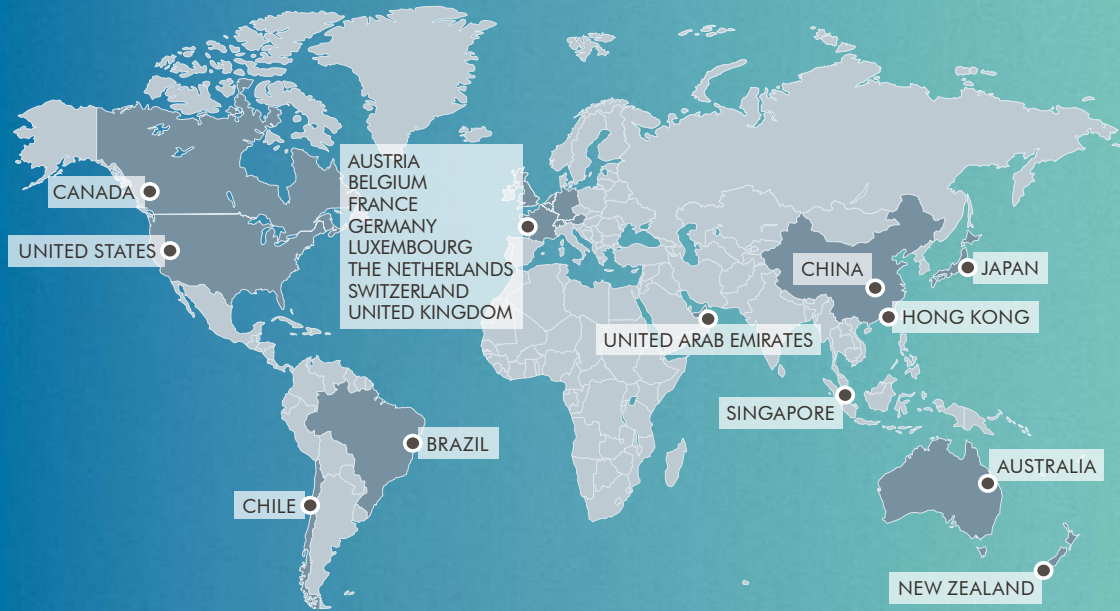 CANADA
UNITED STATES
AUSTRIA
BELGIUM
FRANCE
GERMANY
LUXEMBOURG
THE NETHERLANDS
SWITZERLAND
UNITED KINGDOM
CHINA
JAPAN
HONG KONG
UNITED ARAB EMIRATES
SINGAPORE
BRAZIL
CHILE
AUSTRALIA
NEW ZEALAND